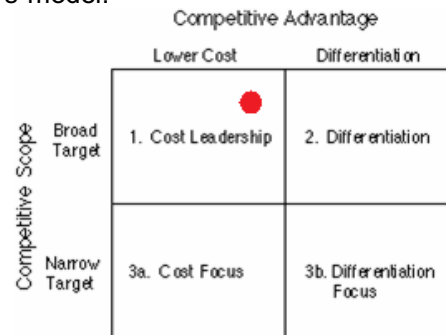 s model.
Competitive Advantage
Lower Cost Differentiation
Competitive Scope
Broad
Target
1. Cost Leadership
2. Differentiation
Narrow
Target
3a. Cost Focus
3b. Differentiation
Focus